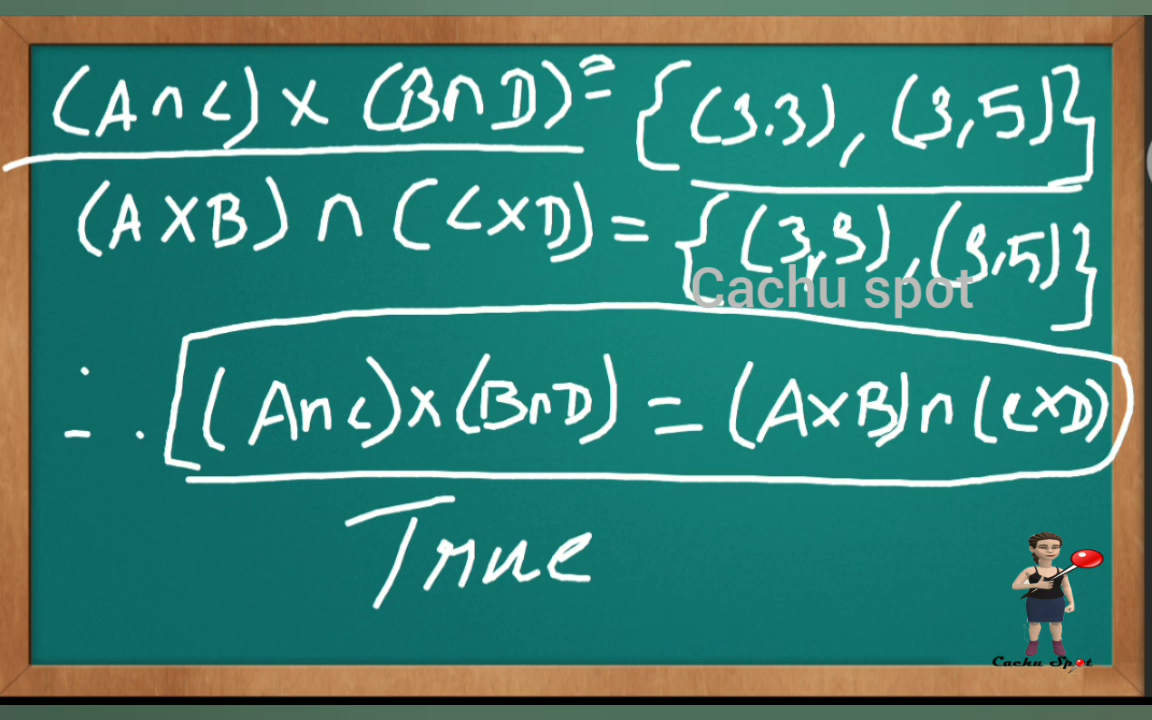 (A∩C) × (B∩D) = {(3,3), (3,5)}
(A×B) ∩ (C×D) = {(3,3), (3,5)}
Cachu spot
∴ (A∩C)×(B∩D) = (A×B)∩(C×D)
True
Cachu Spot